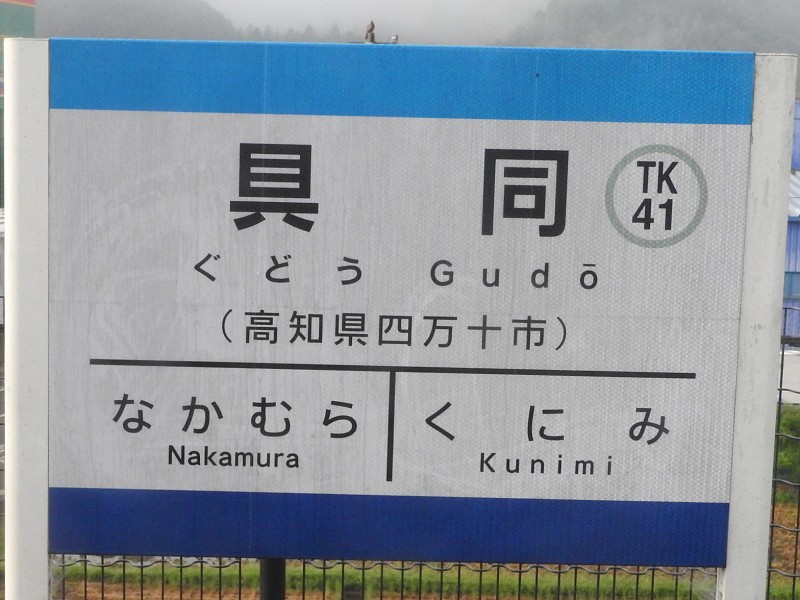 具同 TK
41
ぐどう Gudō
（高知県四万十市）
なかむら くにみ
Nakamura Kunimi